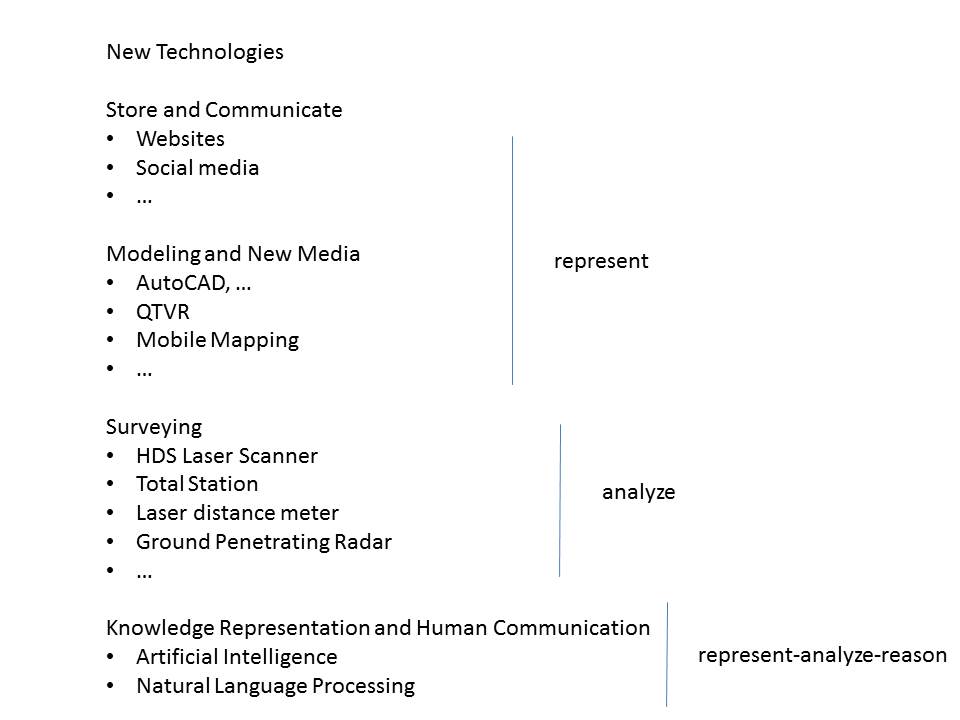 New Technologies
Store and Communicate
• Websites
• Social media
• ...
Modeling and New Media
• AutoCAD, ...
• QTVR
• Mobile Mapping
• ...
represent
Surveying
• HDS Laser Scanner
• Total Station
• Laser distance meter
• Ground Penetrating Radar
• ...
analyze
Knowledge Representation and Human Communication
• Artificial Intelligence
• Natural Language Processing
represent-analyze-reason